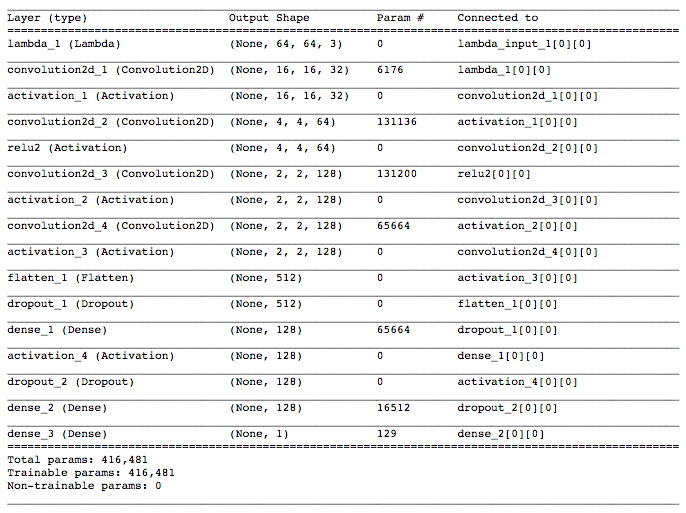 Layer (type) Output Shape Param # Connected to
lambda_1 (Lambda) (None, 64, 64, 3) 0 lambda_input_1[0][0]
convolution2d_1 (Convolution2D) (None, 16, 16, 32) 6176 lambda_1[0][0]
activation_1 (Activation) (None, 16, 16, 32) 0 convolution2d_1[0][0]
convolution2d_2 (Convolution2D) (None, 4, 4, 64) 131136 activation_1[0][0]
relu2 (Activation) (None, 4, 4, 64) 0 convolution2d_2[0][0]
convolution2d_3 (Convolution2D) (None, 2, 2, 128) 131200 relu2[0][0]
activation_2 (Activation) (None, 2, 2, 128) 0 convolution2d_3[0][0]
convolution2d_4 (Convolution2D) (None, 2, 2, 128) 65664 activation_2[0][0]
activation_3 (Activation) (None, 2, 2, 128) 0 convolution2d_4[0][0]
flatten_1 (Flatten) (None, 512) 0 activation_3[0][0]
dropout_1 (Dropout) (None, 512) 0 flatten_1[0][0]
dense_1 (Dense) (None, 128) 65664 dropout_1[0][0]
activation_4 (Activation) (None, 128) 0 dense_1[0][0]
dropout_2 (Dropout) (None, 128) 0 activation_4[0][0]
dense_2 (Dense) (None, 128) 16512 dropout_2[0][0]
dense_3 (Dense) (None, 1) 129 dense_2[0][0]
Total params: 416,481
Trainable params: 416,481
Non-trainable params: 0